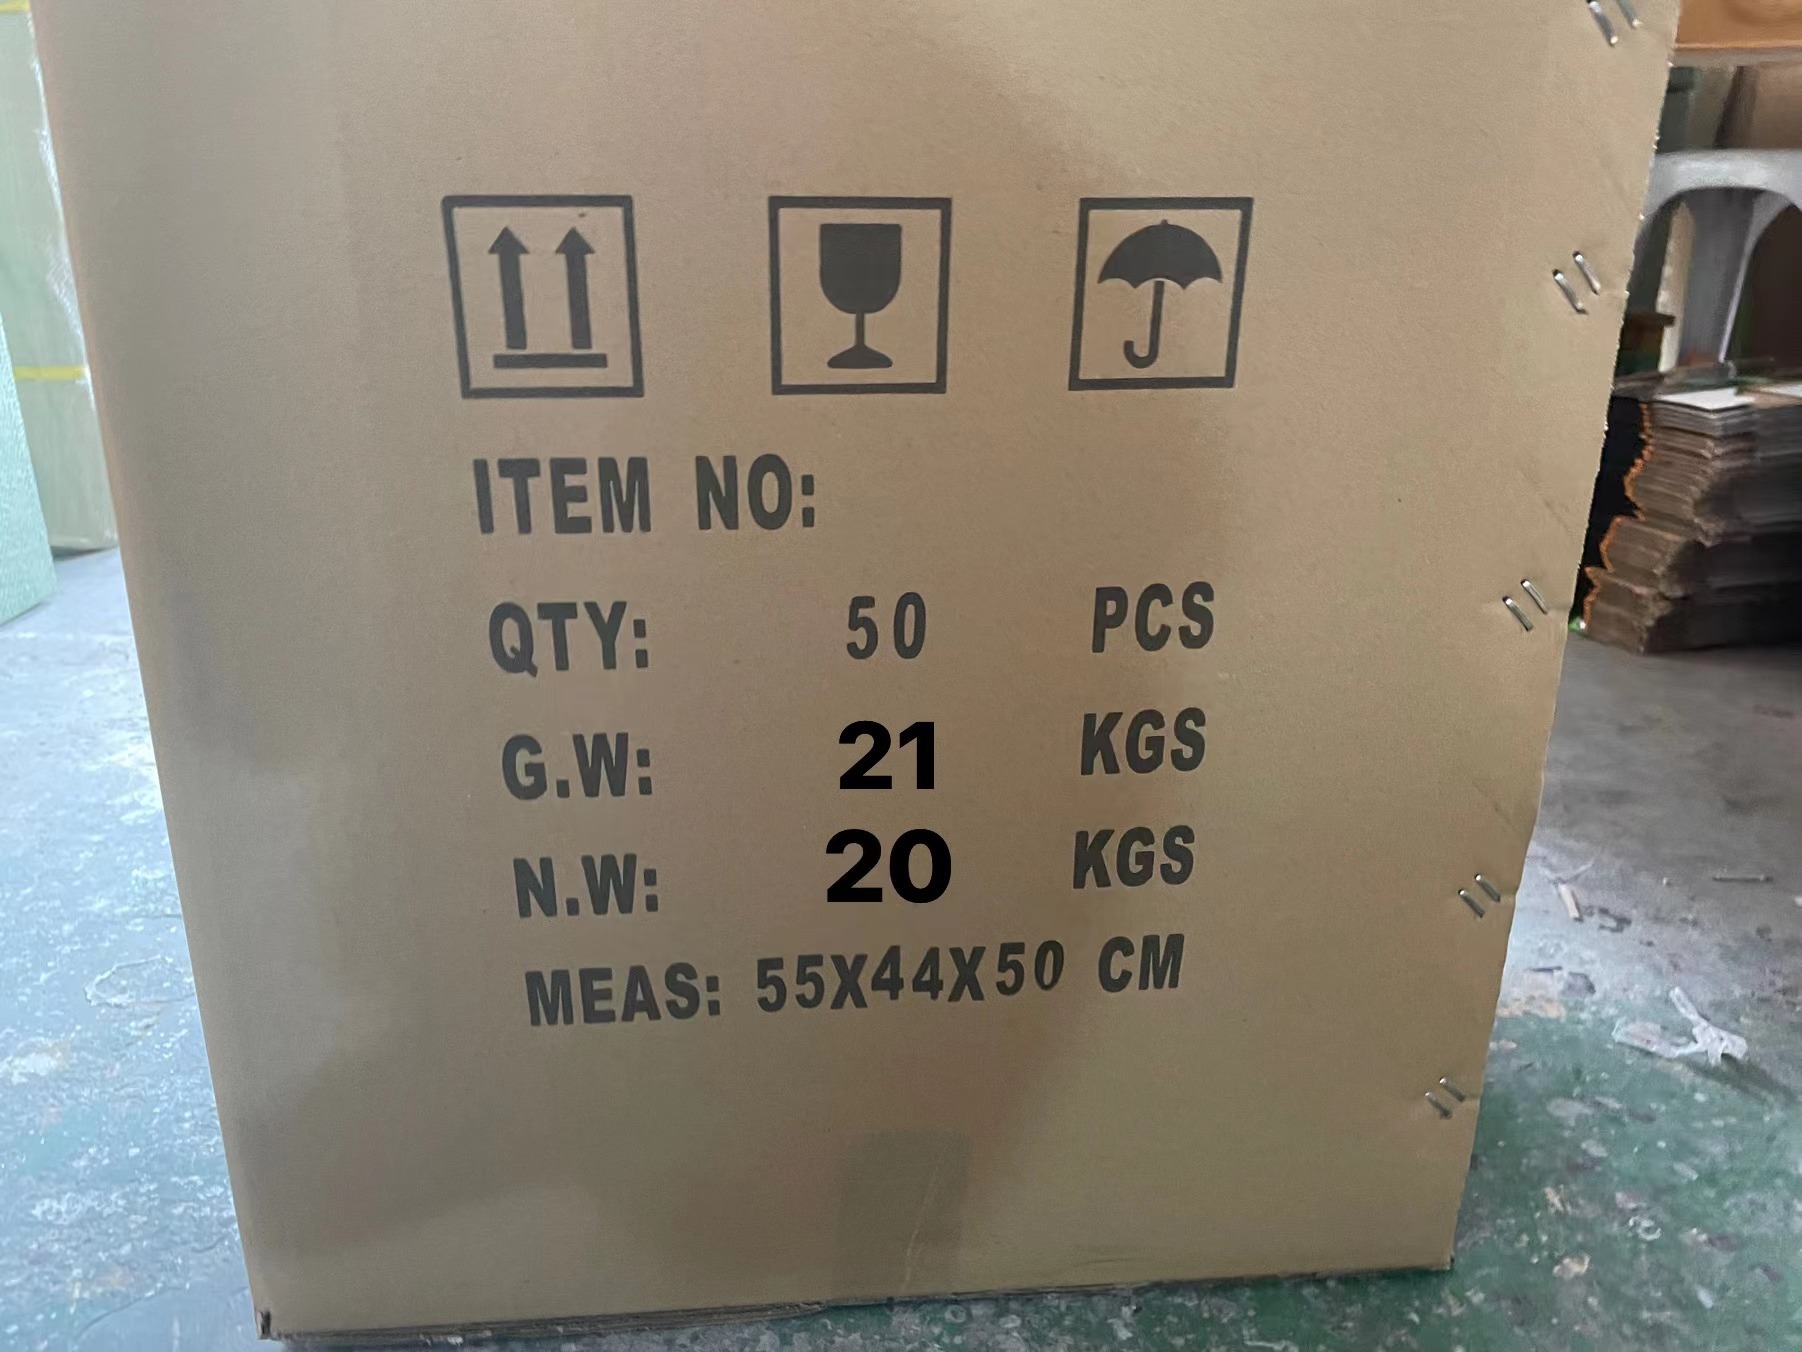 ITEM NO:
QTY: 50 PCS
G.W: 21 KGS
N.W: 20 KGS
MEAS: 55X44X50 CM